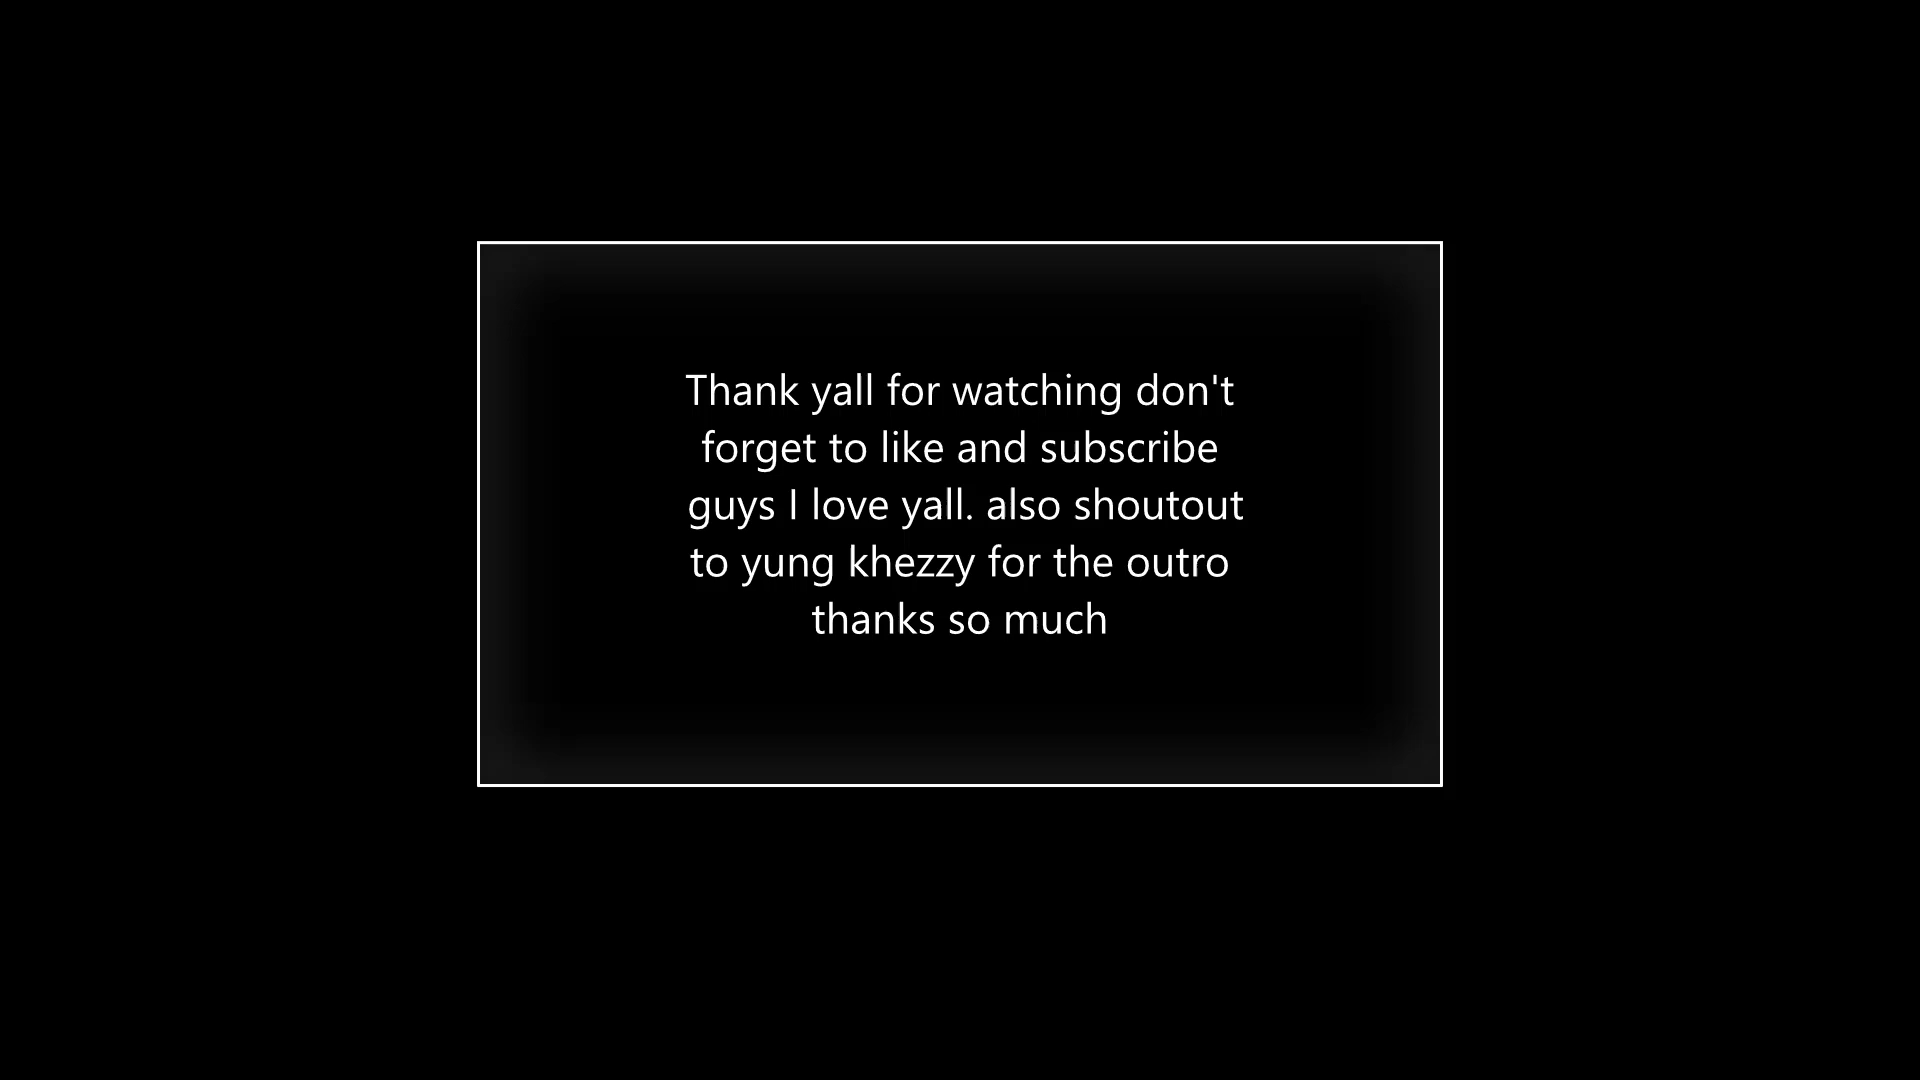 Thank yall for watching don't
forget to like and subscribe
guys I love yall. also shoutout
to yung khezzy for the outro
thanks so much